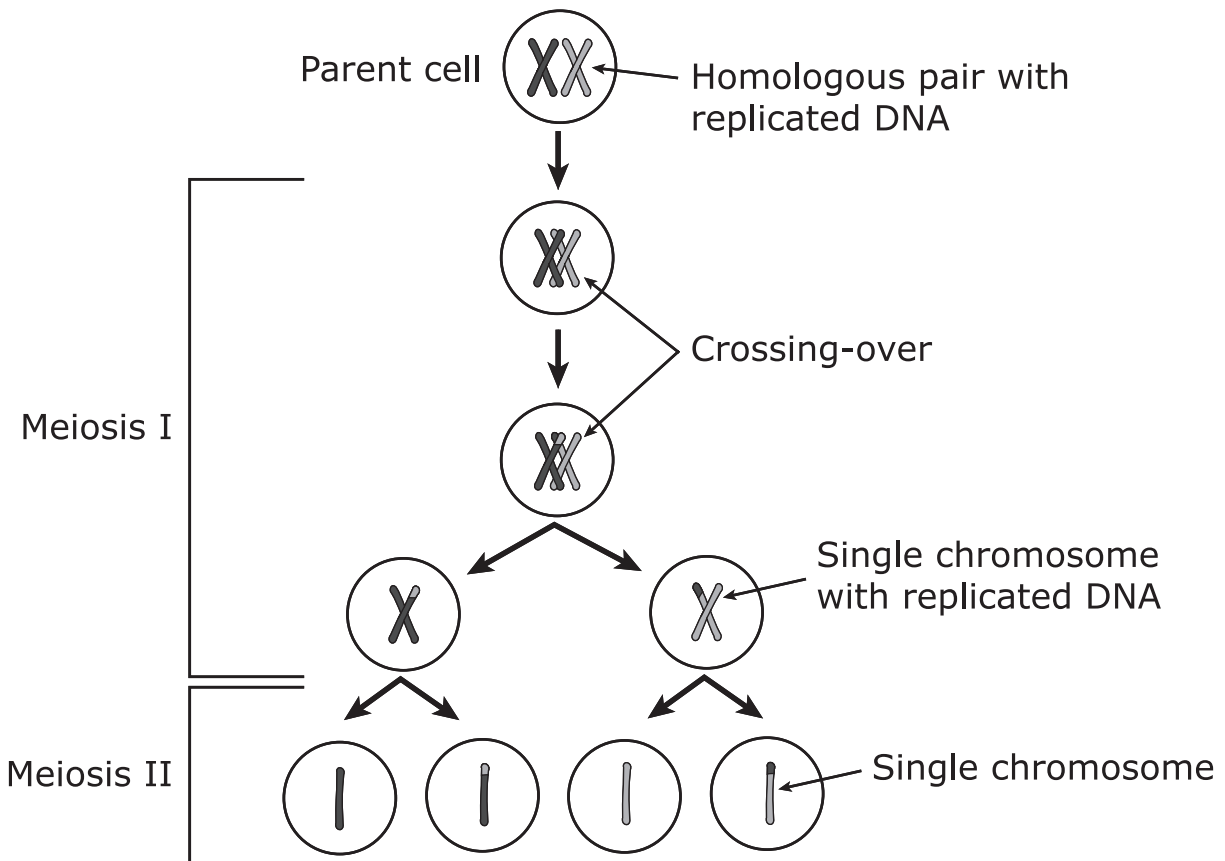 Parent cell
Homologous pair with
replicated DNA
Crossing-over
Meiosis I
Single chromosome
with replicated DNA
Meiosis II
Single chromosome